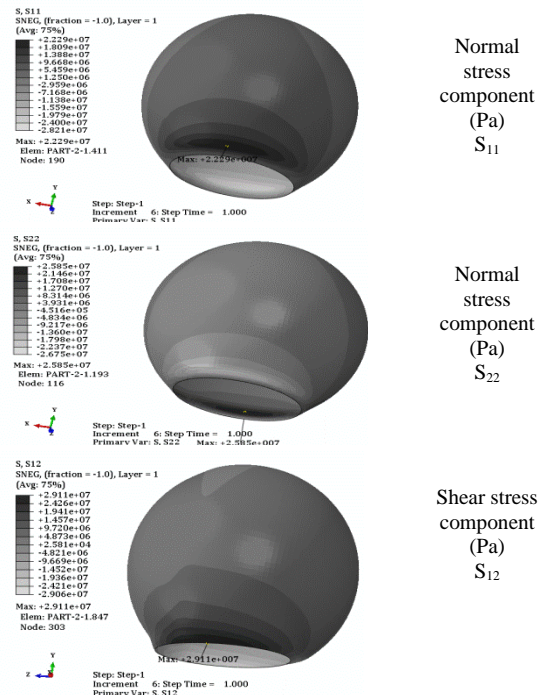 S, S11
SNEG, (fraction = -1.0), Layer = 1
(Avg: 75%)
+2.229e+07
+1.809e+07
+1.388e+07
+9.668e+06
+5.459e+06
+1.250e+06
-2.959e+06
-7.168e+06
-1.138e+07
-1.559e+07
-1.979e+07
-2.400e+07
-2.821e+07
Max: +2.229e+07
Elem: PART-2-1.411
Node: 190
Max: +2.229e+007
Y
X
Z
Step: Step-1
Increment 6: Step Time = 1.000
Primary Var: S, S11
Normal
stress
component
(Pa)
S11
S, S22
SNEG, (fraction = -1.0), Layer = 1
(Avg: 75%)
+2.585e+07
+2.146e+07
+1.708e+07
+1.270e+07
+8.314e+06
+3.931e+06
-4.516e+05
-4.834e+06
-9.217e+06
-1.360e+07
-1.798e+07
-2.237e+07
-2.675e+07
Max: +2.585e+07
Elem: PART-2-1.193
Node: 116
Y
X
Z
Step: Step-1
Increment 6: Step Time = 1.000
Primary Var: S, S22 Max: +2.585e+007
Normal
stress
component
(Pa)
S22
S, S12
SNEG, (fraction = -1.0), Layer = 1
(Avg: 75%)
+2.911e+07
+2.426e+07
+1.941e+07
+1.457e+07
+9.720e+06
+4.873e+06
+2.581e+04
-4.821e+06
-9.669e+06
-1.452e+07
-1.936e+07
-2.421e+07
-2.906e+07
Max: +2.911e+07
Elem: PART-2-1.847
Node: 303
Max: +2.911e+007
Y
Z
Step: Step-1
Increment 6: Step Time = 1.000
Primary Var: S, S12
Shear stress
component
(Pa)
S12